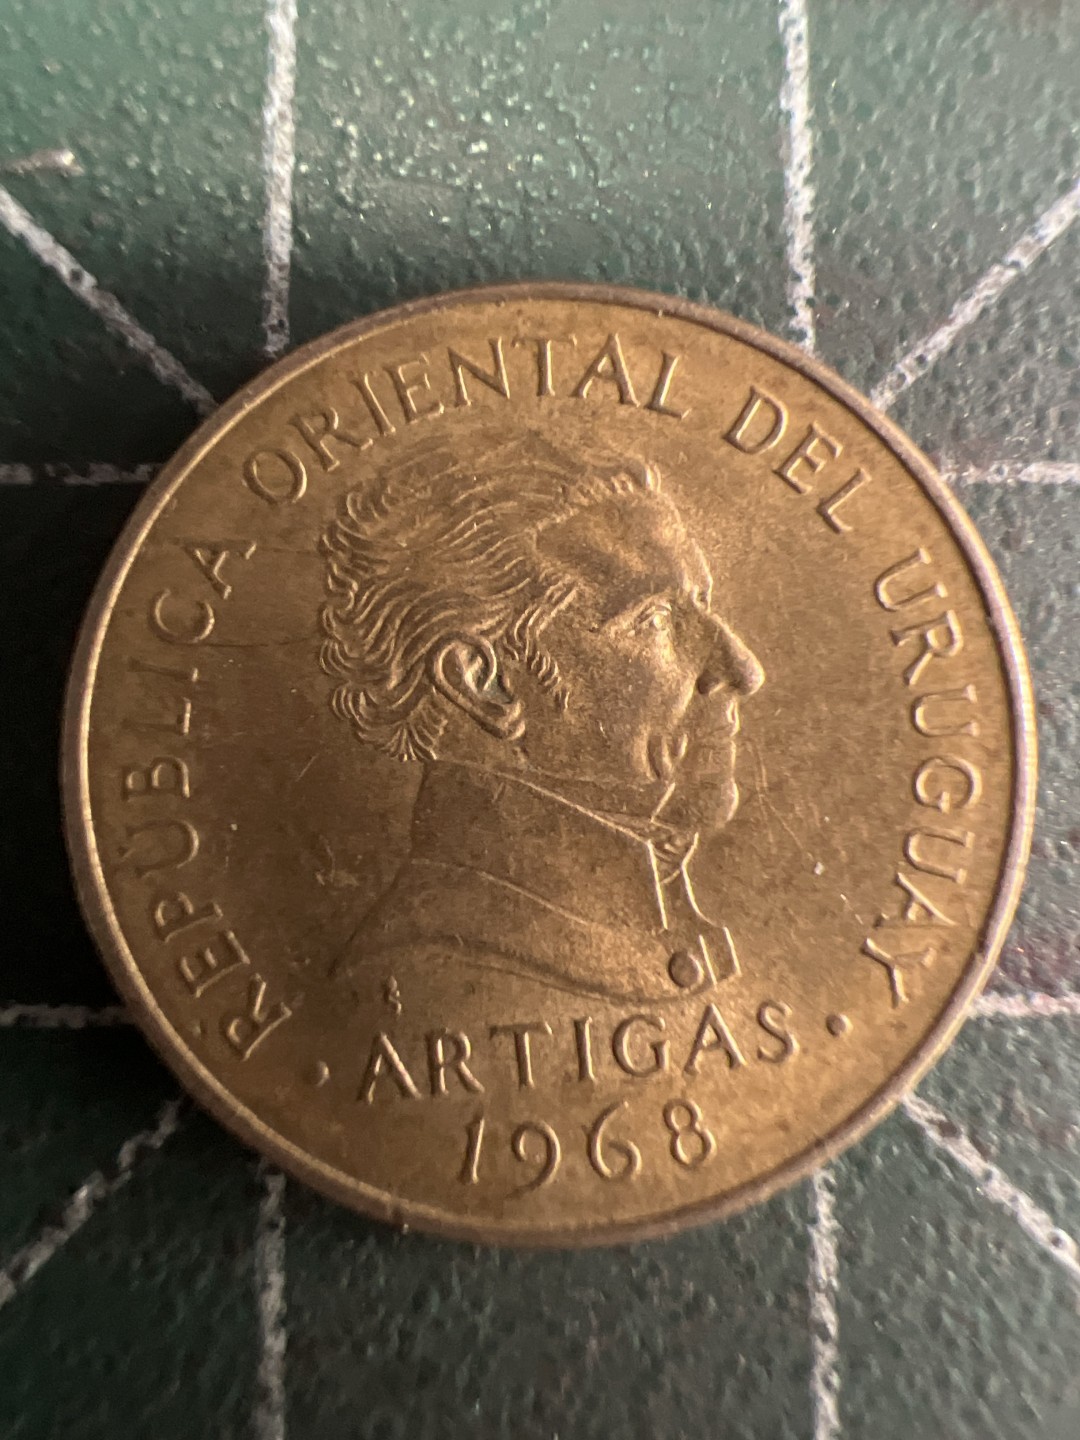 REPUBLICA ORIENTAL DEL URUGUAY
· ARTIGAS ·
1968